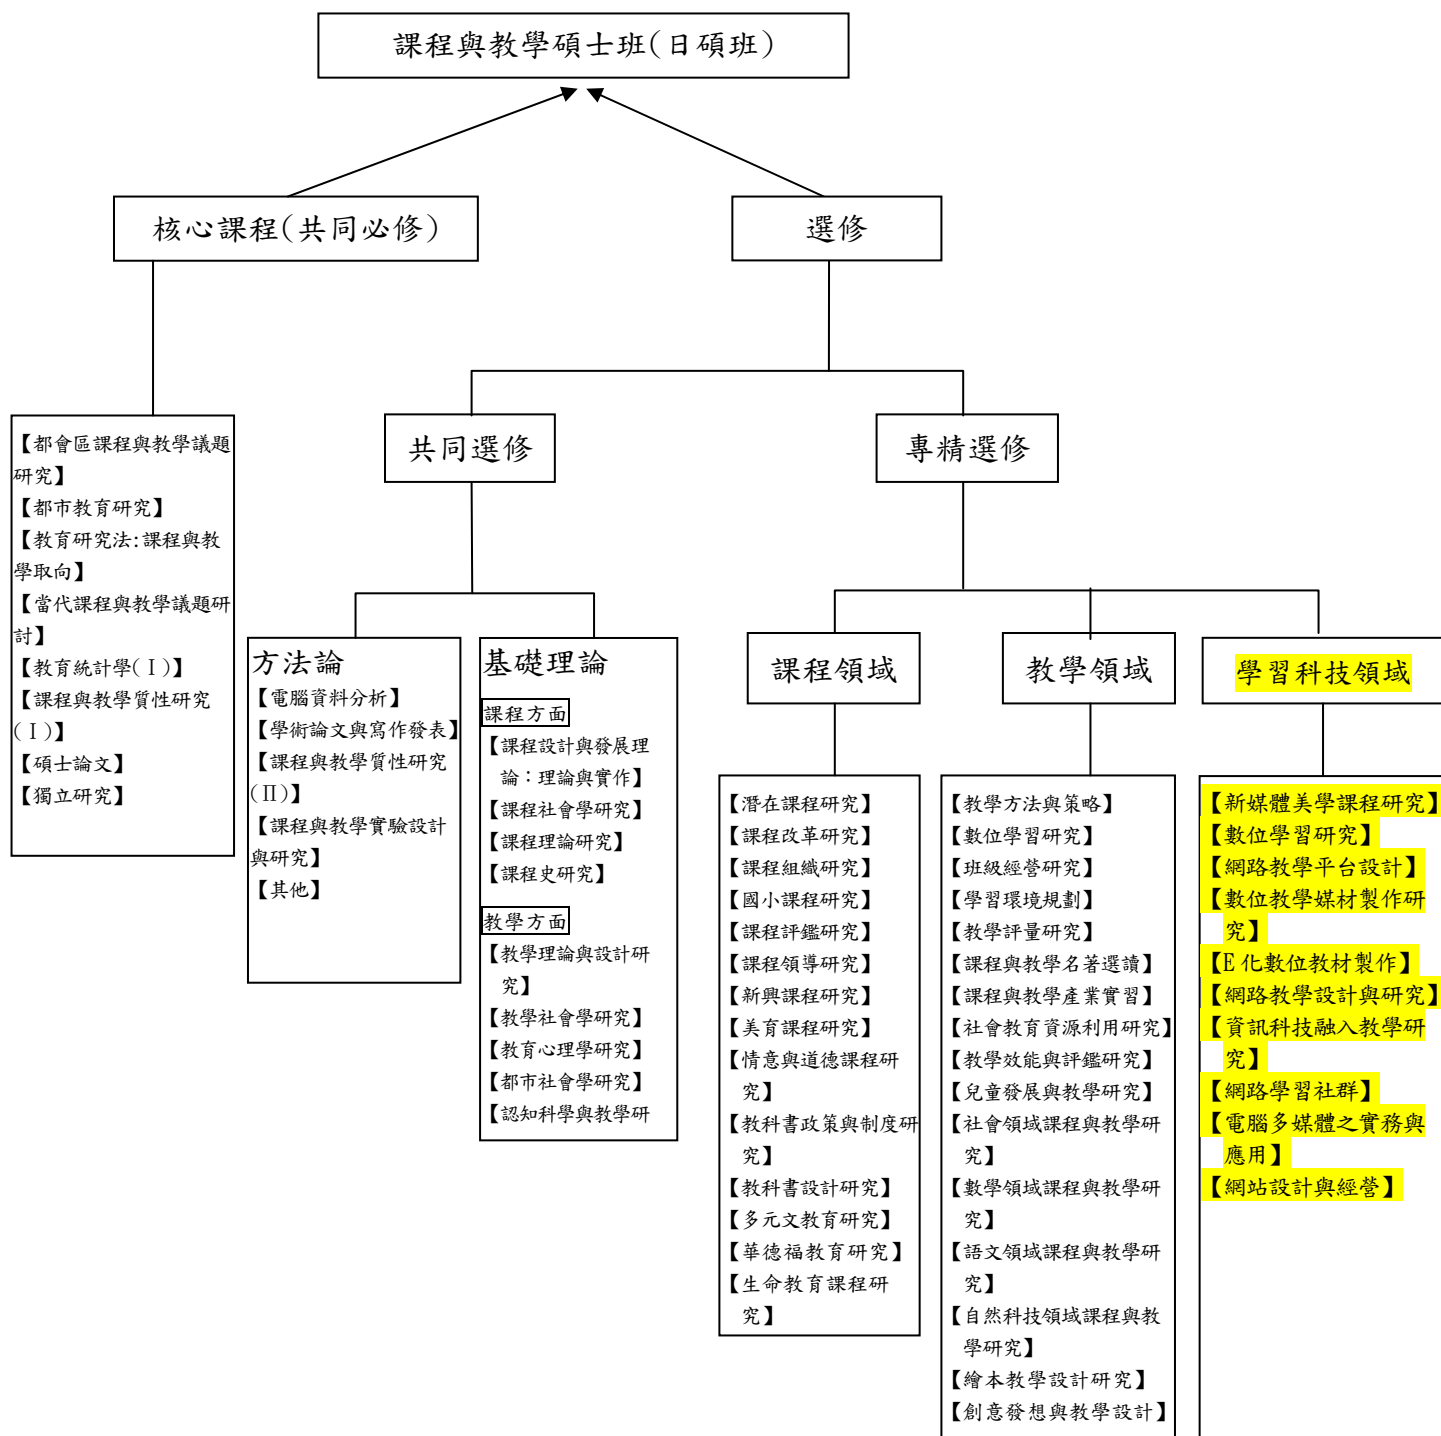 課程與教學碩士班(日碩班)
核心課程(共同必修)
選修
共同選修
專精選修
【都會區課程與教學議題
研究】
【都市教育研究】
【教育研究法:課程與教
學取向】
【當代課程與教學議題研
討】
【教育統計學(Ⅰ)】
【課程與教學質性研究
(Ⅰ)】
【碩士論文】
【獨立研究】
方法論
【電腦資料分析】
【學術論文與寫作發表】
【課程與教學質性研究
(Ⅱ)】
【課程與教學實驗設計
與研究】
【其他】
基礎理論
課程方面
【課程設計與發展理
論：理論與實作】
【課程社會學研究】
【課程理論研究】
【課程史研究】
教學方面
【教學理論與設計研
究】
【教學社會學研究】
【教育心理學研究】
【都市社會學研究】
【認知科學與教學研
課程領域
【潛在課程研究】
【課程改革研究】
【課程組織研究】
【國小課程研究】
【課程評鑑研究】
【課程領導研究】
【新興課程研究】
【美育課程研究】
【情意與道德課程研
究】
【教科書政策與制度研
究】
【教科書設計研究】
【多元文教育研究】
【華德福教育研究】
【生命教育課程研
究】
教學領域
【教學方法與策略】
【數位學習研究】
【班級經營研究】
【學習環境規劃】
【教學評量研究】
【課程與教學名著選讀】
【課程與教學產業實習】
【社會教育資源利用研究】
【教學效能與評鑑研究】
【兒童發展與教學研究】
【社會領域課程與教學研
究】
【數學領域課程與教學研
究】
【語文領域課程與教學研
究】
【自然科技領域課程與教
學研究】
【繪本教學設計研究】
【創意發想與教學設計】
學習科技領域
【新媒體美學課程研究】
【數位學習研究】
【網路教學平台設計】
【數位教學媒材製作研
究】
【E化數位教材製作】
【網路教學設計與研究】
【資訊科技融入教學研
究】
【網路學習社群】
【電腦多媒體之實務與
應用】
【網站設計與經營】